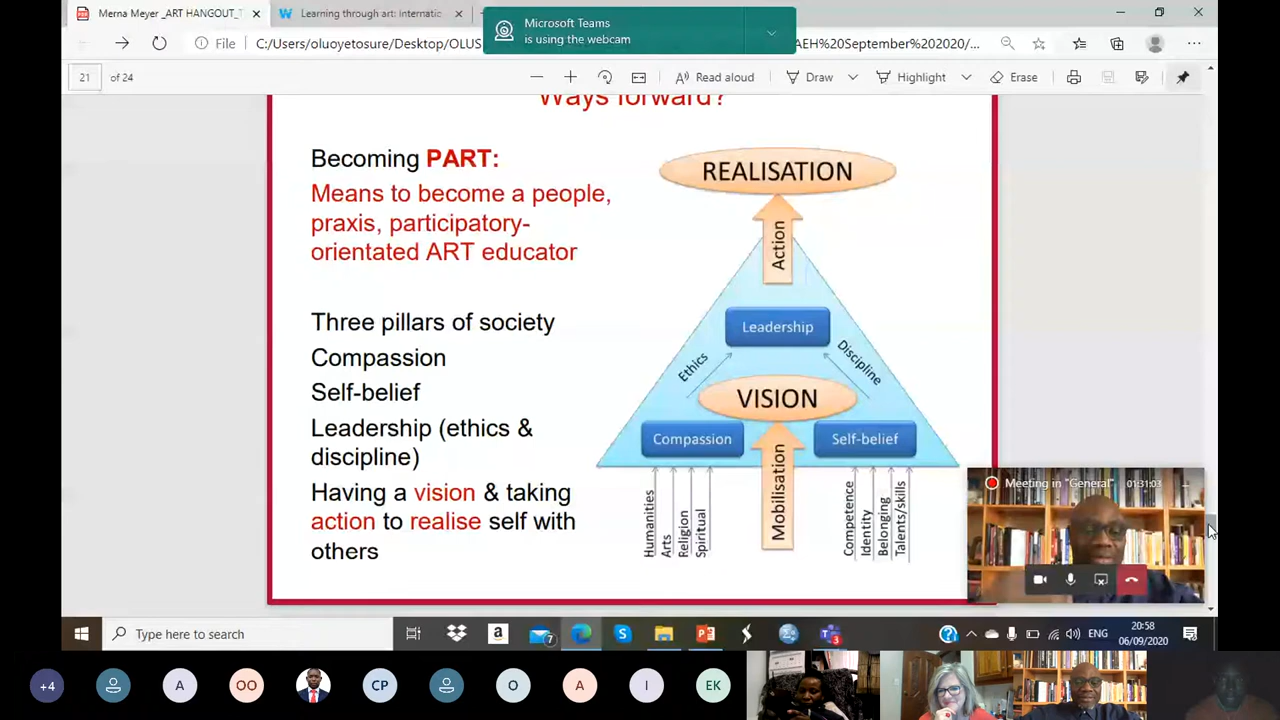 Merna Meyer _ART HANGOUT_T
Learning through art: internatio
Microsoft Teams
is using the webcam
File
C:/Users/oluoyetosure/Desktop/OLUS
AEH%20September%202020/...
21
of 24
Read aloud
Draw
Highlight
Erase
Ways forward?
Becoming PART:
Means to become a people,
praxis, participatory-
orientated ART educator
Three pillars of society
Compassion
Self-belief
Leadership (ethics &
discipline)
Having a vision & taking
action to realise self with
others
REALISATION
Action
Leadership
Ethics
Discipline
VISION
Compassion
Self-belief
Mobilisation
Humanities
Arts
Religion
Spiritual
Competence
Identity
Belonging
Talents/skills
Meeting in "General"
01:31:03
Type here to search
a
7
S
3
ENG
20:58
06/09/2020
+4
A
OO
CP
O
A
I
EK